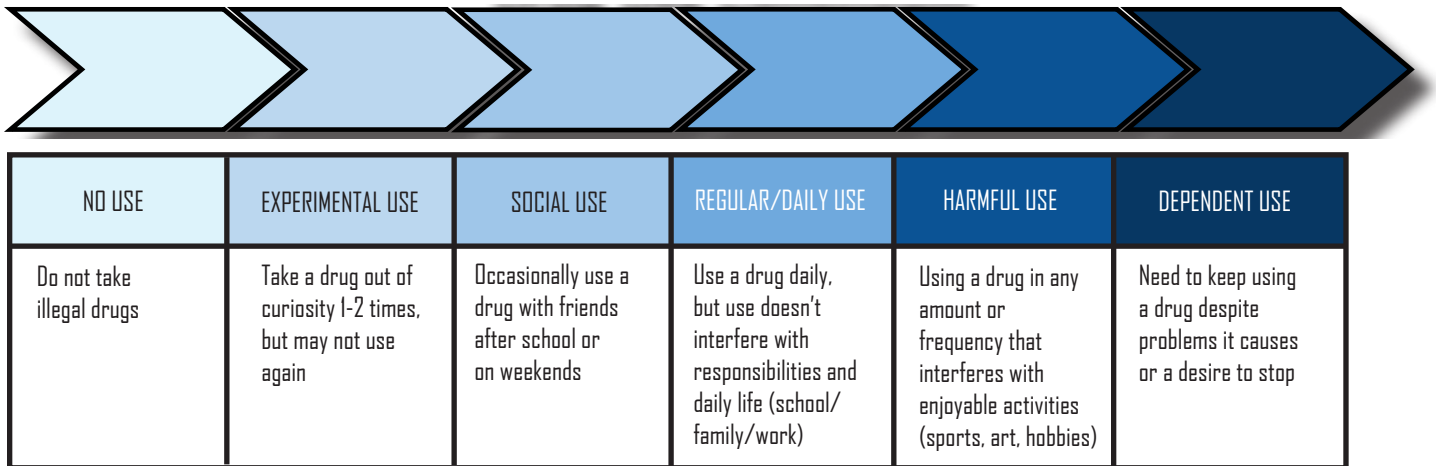 NO USE
EXPERIMENTAL USE
SOCIAL USE
REGULAR/DAILY USE
HARMFUL USE
DEPENDENT USE
Do not take
illegal drugs
Take a drug out of
curiosity 1-2 times,
but may not use
again
Occasionally use a
drug with friends
after school or
on weekends
Use a drug daily,
but use doesn't
interfere with
responsibilities and
daily life (school/
family/work)
Using a drug in any
amount or
frequency that
interferes with
enjoyable activities
(sports, art, hobbies)
Need to keep using
a drug despite
problems it causes
or a desire to stop